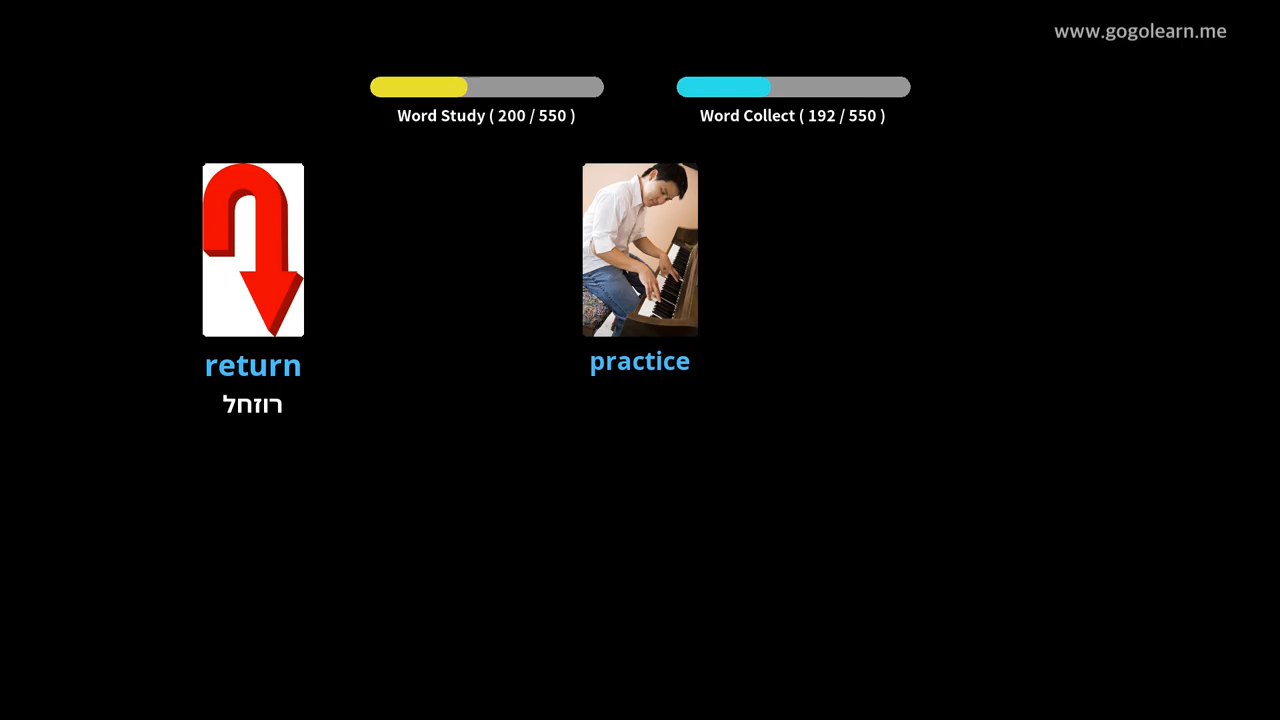 www.gogolearn.me
Word Study ( 200 / 550 )
Word Collect ( 192 / 550 )
return
רוזחל
practice